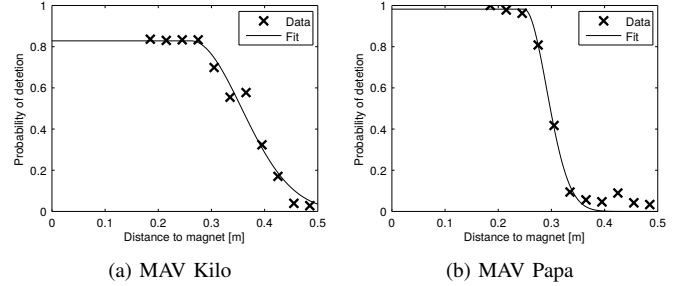 1
0.8
0.6
0.4
0.2
0
0 0.1 0.2 0.3 0.4 0.5
Probability of detetion
Distance to magnet [m]
Data
Fit
(a) MAV Kilo
1
0.8
0.6
0.4
0.2
0
0 0.1 0.2 0.3 0.4 0.5
Probability of detetion
Distance to magnet [m]
Data
Fit
(b) MAV Papa